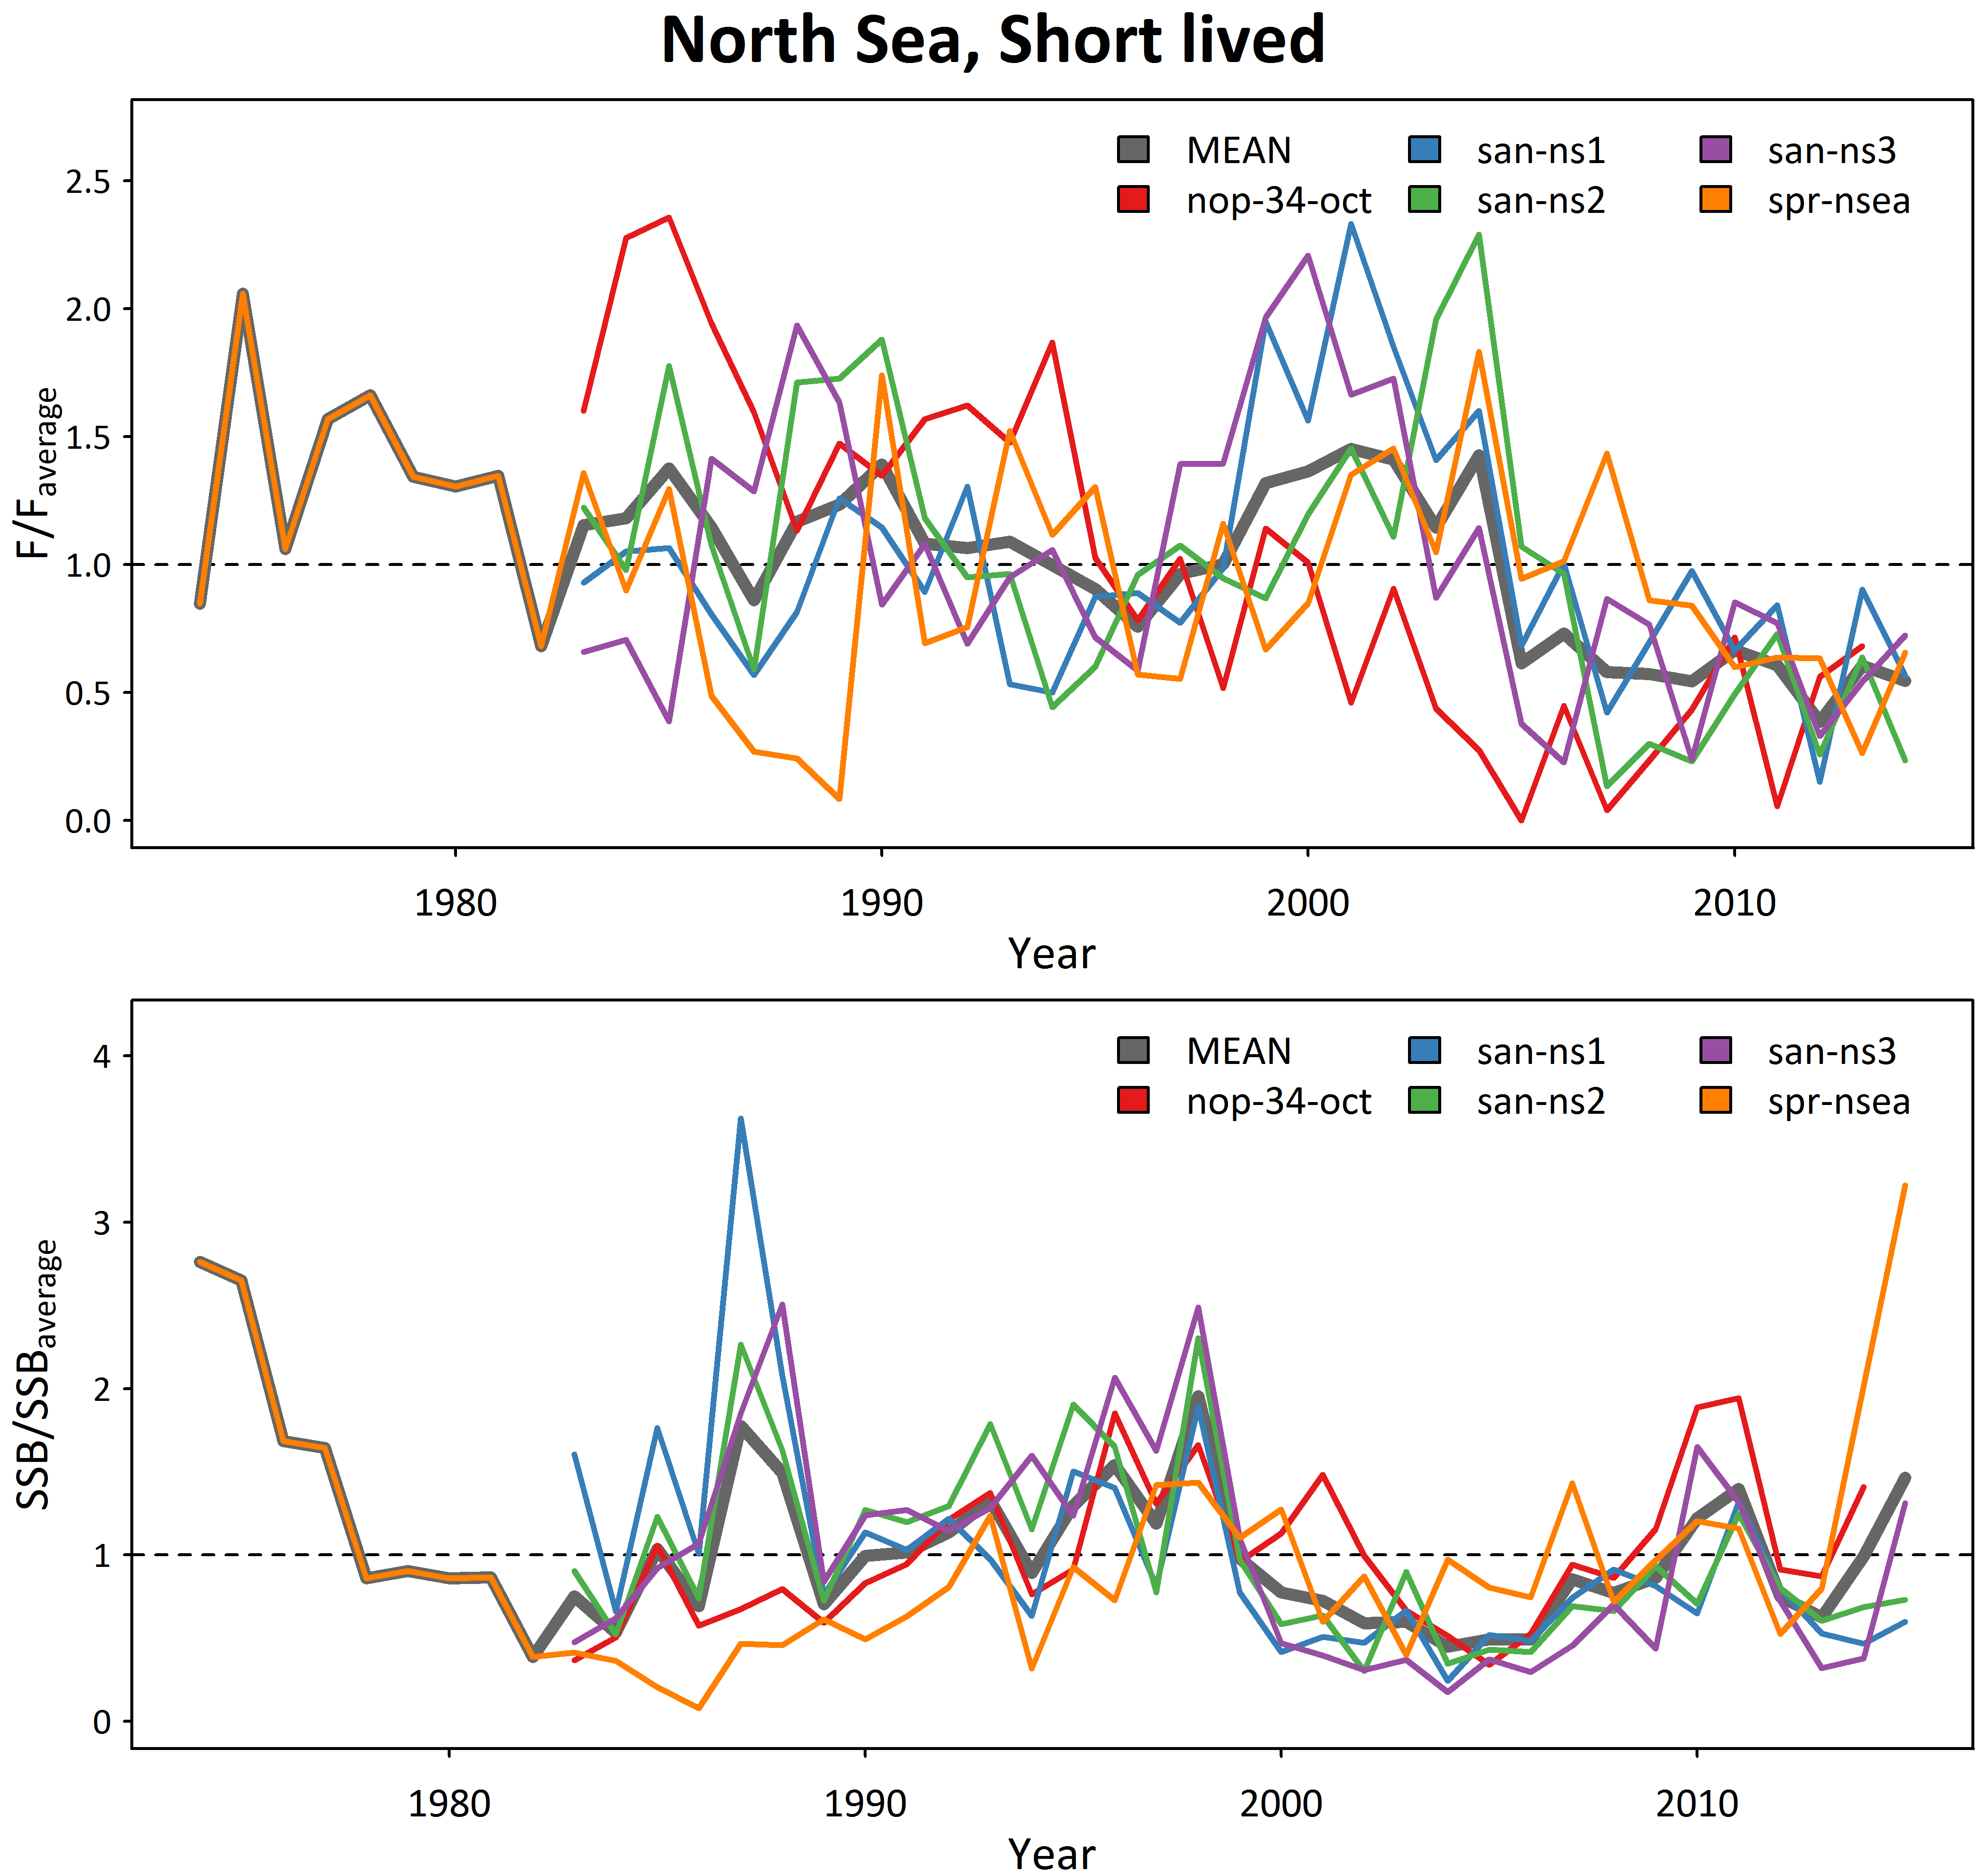 North Sea, Short lived
MEAN san-ns1 san-ns3
nop-34-oct san-ns2 spr-nsea
F/Faverage
2.5
2.0
1.5
1.0
0.5
0.0
1980 1990 2000 2010
Year
MEAN san-ns1 san-ns3
nop-34-oct san-ns2 spr-nsea
SSB/SSBaverage
4
3
2
1
0
1980 1990 2000 2010
Year